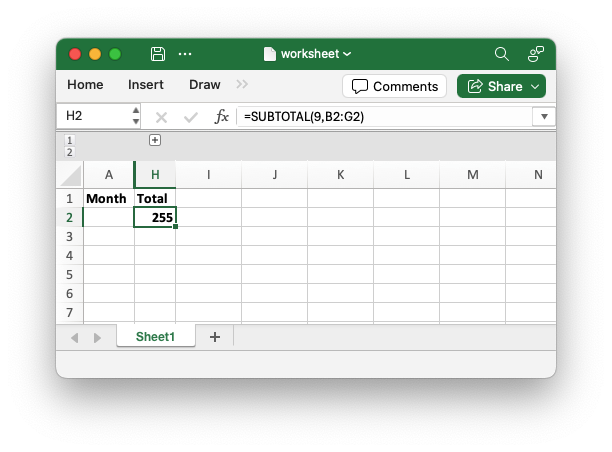 worksheet
Home Insert Draw Comments Share
H2 fx =SUBTOTAL(9,B2:G2)
1
2
A H I J K L M N
1 Month Total
2 255
3
4
5
6
7
Sheet1 +